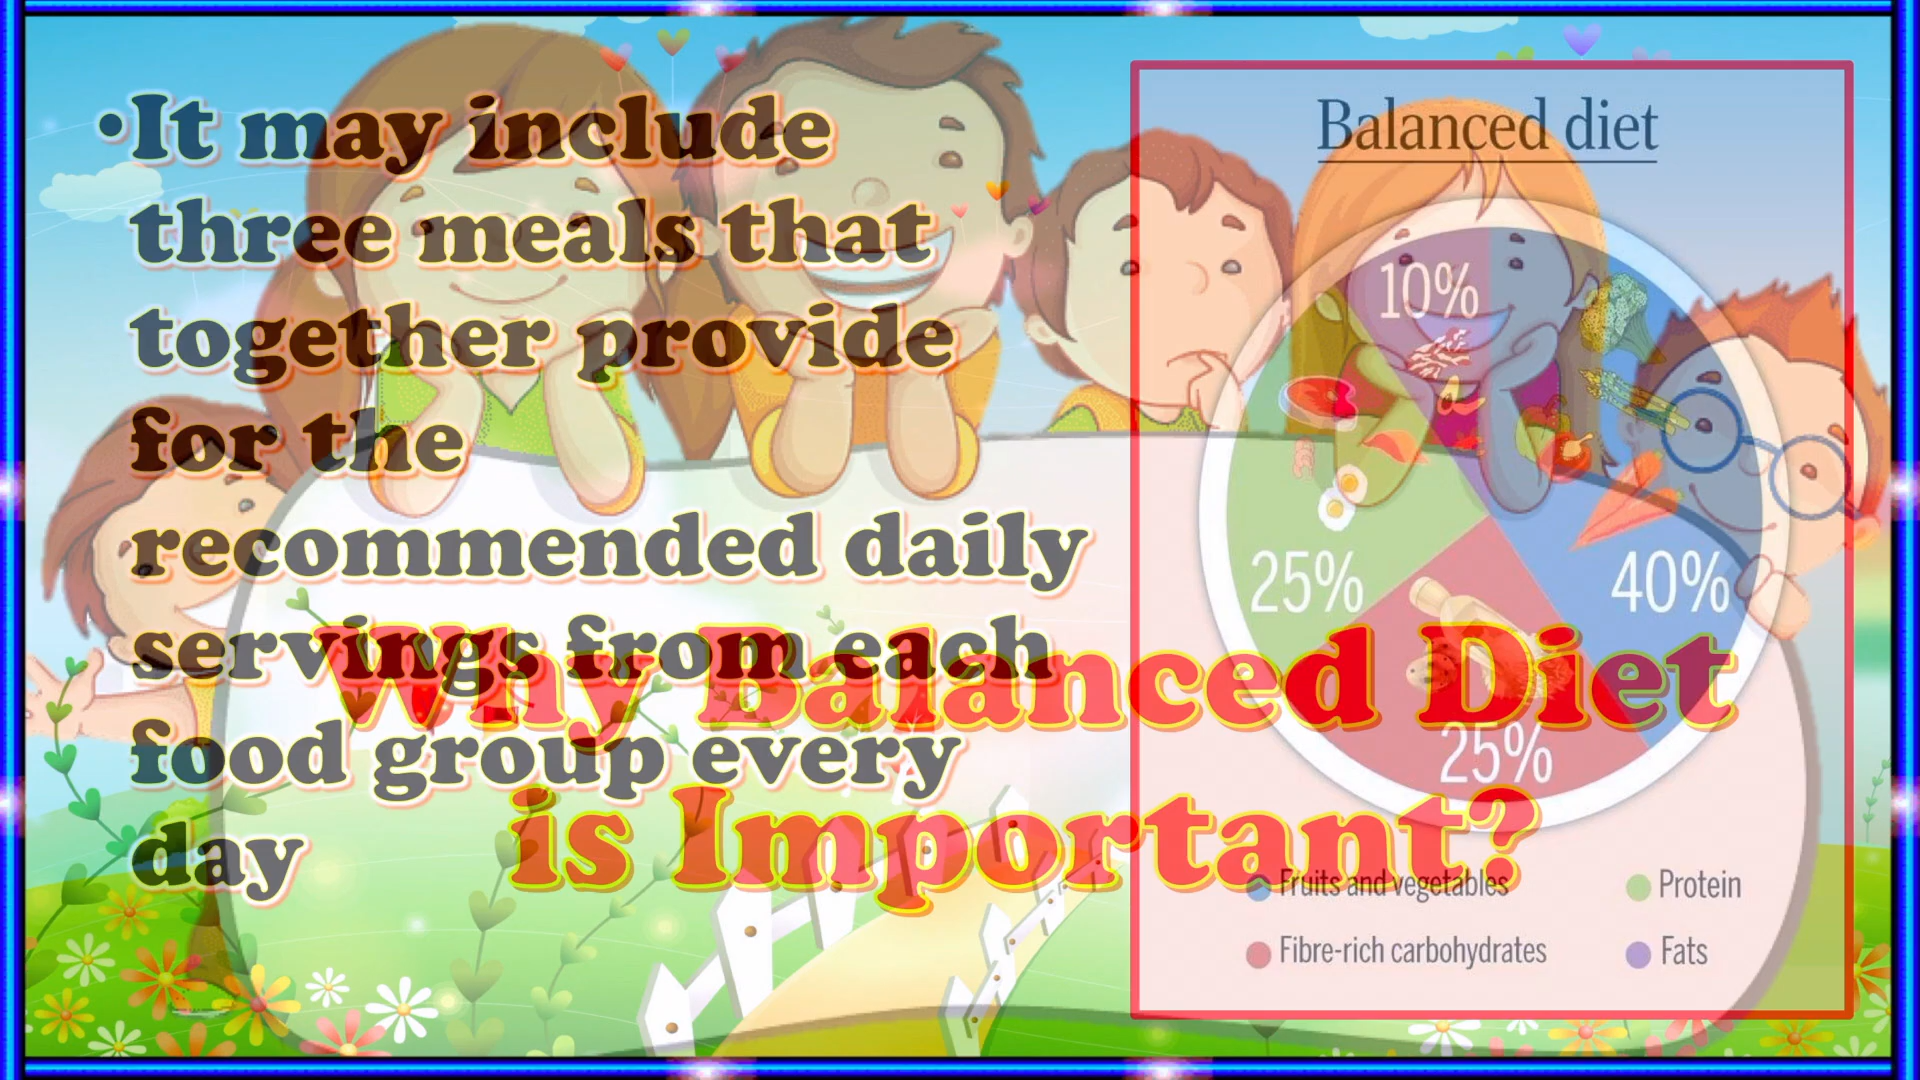 •It may include
three meals that
together provide
for the
recommended daily
servings from each
food group every
day
Why Balanced Diet
is Important?
Balanced diet
10%
25%
40%
25%
Fruits and vegetables
Protein
Fibre-rich carbohydrates
Fats